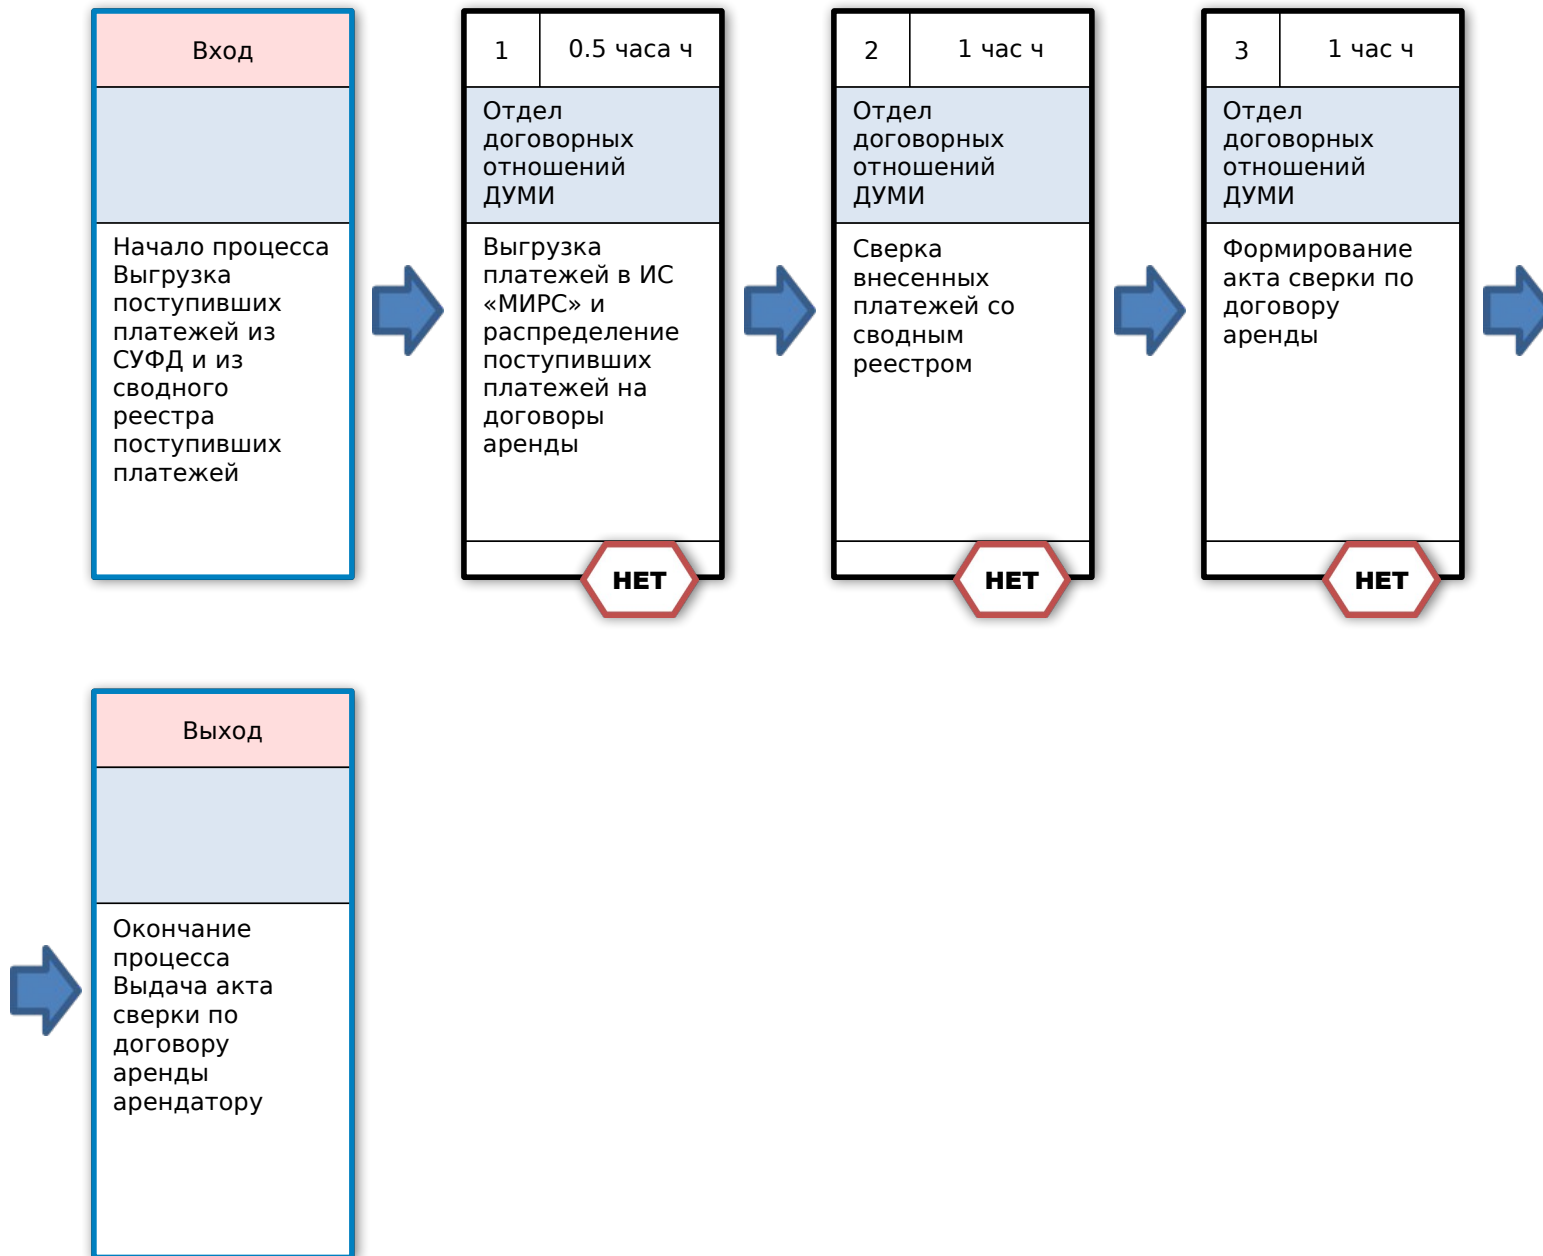 Вход
Начало процесса
Выгрузка
поступивших
платежей из
СУФД и из
сводного
реестра
поступивших
платежей
1
0.5 часа ч
Отдел
договорных
отношений
ДУМИ
Выгрузка
платежей в ИС
«МИРС» и
распределение
поступивших
платежей на
договоры
аренды
НЕТ
2
1 час ч
Отдел
договорных
отношений
ДУМИ
Сверка
внесенных
платежей со
сводным
реестром
НЕТ
3
1 час ч
Отдел
договорных
отношений
ДУМИ
Формирование
акта сверки по
договору
аренды
НЕТ
Выход
Окончание
процесса
Выдача акта
сверки по
договору
аренды
арендатору